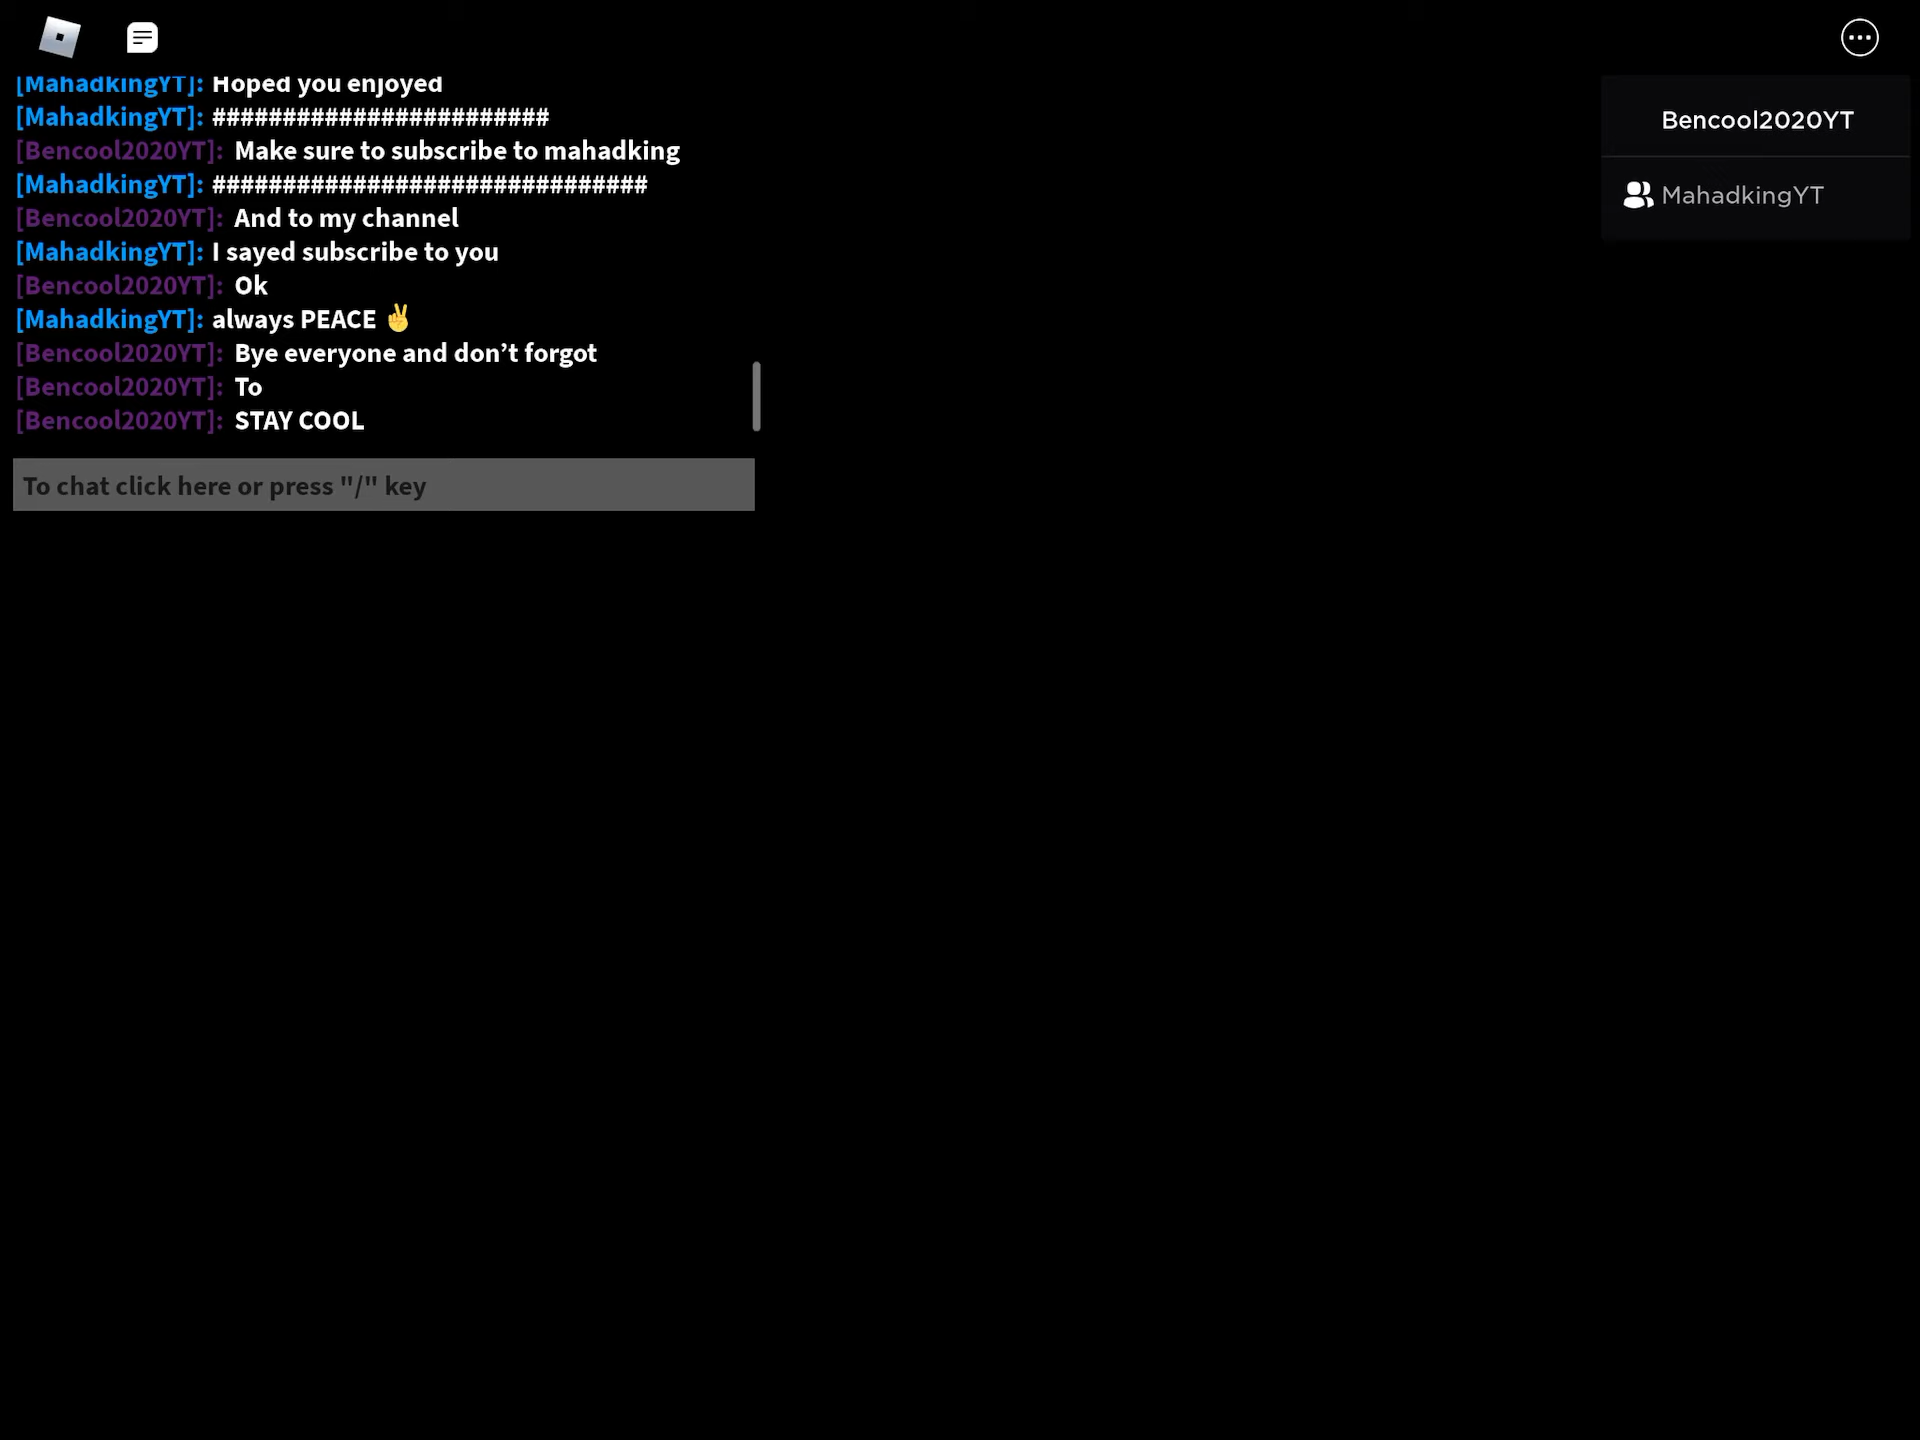 [MahadkingYT]: Hoped you enjoyed
[MahadkingYT]: ########################
[Bencool2020YT]: Make sure to subscribe to mahadking
[MahadkingYT]: ###############################
[Bencool2020YT]: And to my channel
[MahadkingYT]: I sayed subscribe to you
[Bencool2020YT]: Ok
[MahadkingYT]: always PEACE ✌️
[Bencool2020YT]: Bye everyone and don’t forgot
[Bencool2020YT]: To
[Bencool2020YT]: STAY COOL
To chat click here or press "/" key
Bencool2020YT
MahadkingYT